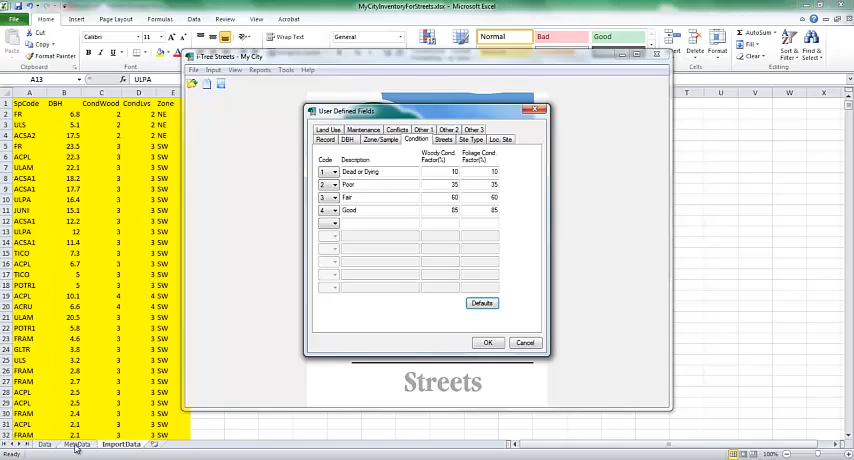 MyCityInventoryForStreets.xlsx - Microsoft Excel
File Home Insert Page Layout Formulas Data Review View Acrobat
Cut
Copy
Format Painter
Calibri 11 Wrap Text General Normal Bad Good
Insert Delete Format
AutoSum
Fill
Clear
Sort & Filter Find & Select
Clipboard
A13 ULPA
A B C D E M N O P Q
1 SpCode DBH CondWood CondLvs Zone
2 FR 6.8 2 2 NE
3 ULS 5.1 2 2 NE
4 ACSA2 17.5 2 2 NE
5 FR 23.5 3 3 SW
6 ACPL 22.3 3 3 SW
7 ULAM 22.1 3 3 SW
8 ACSA1 18.2 3 3 SW
9 ACSA2 17.7 3 3 SW
10 ULPA 16.4 3 3 SW
11 JUNI 15.1 3 3 SW
12 ACSA1 12.2 3 3 SW
13 ULPA 12 3 3 SW
14 ACSA1 11.4 3 3 SW
15 TICO 7.3 3 3 SW
16 ACPL 5.7 3 3 SW
17 TICO 5 3 3 SW
18 POTR1 5 3 3 SW
19 ACPL 10.1 4 4 SW
20 ACRU 6.6 4 4 SW
21 ULAM 20.5 3 3 SW
22 POTR1 5.9 3 3 SW
23 FRAM 4.6 3 3 SW
24 GLTR 3.8 3 3 SW
25 ULS 3.2 3 3 SW
26 FRAM 2.8 3 3 SW
27 FRAM 2.7 3 3 SW
28 ACPL 2.5 3 3 SW
29 ACPL 2.5 3 3 SW
30 FRAM 2.4 3 3 SW
31 ACPL 2.1 3 3 SW
32 FRAM 2.1 3 3 SW
Data MetaData ImportData
Ready 100%
i-Tree Streets - My City
File Input View Reports Tools Help
User Defined Fields
Land Use Maintenance Conflicts Other 1 Other 2 Other 3
Record DBH Zone/Sample Condition Streets Site Type Loc. Site
Code Description Woody Cond. Factor(%) Foliage Cond. Factor(%)
1 Dead or Dying 10 10
2 Poor 35 35
3 Fair 60 60
4 Good 85 85
Defaults
OK Cancel
Streets